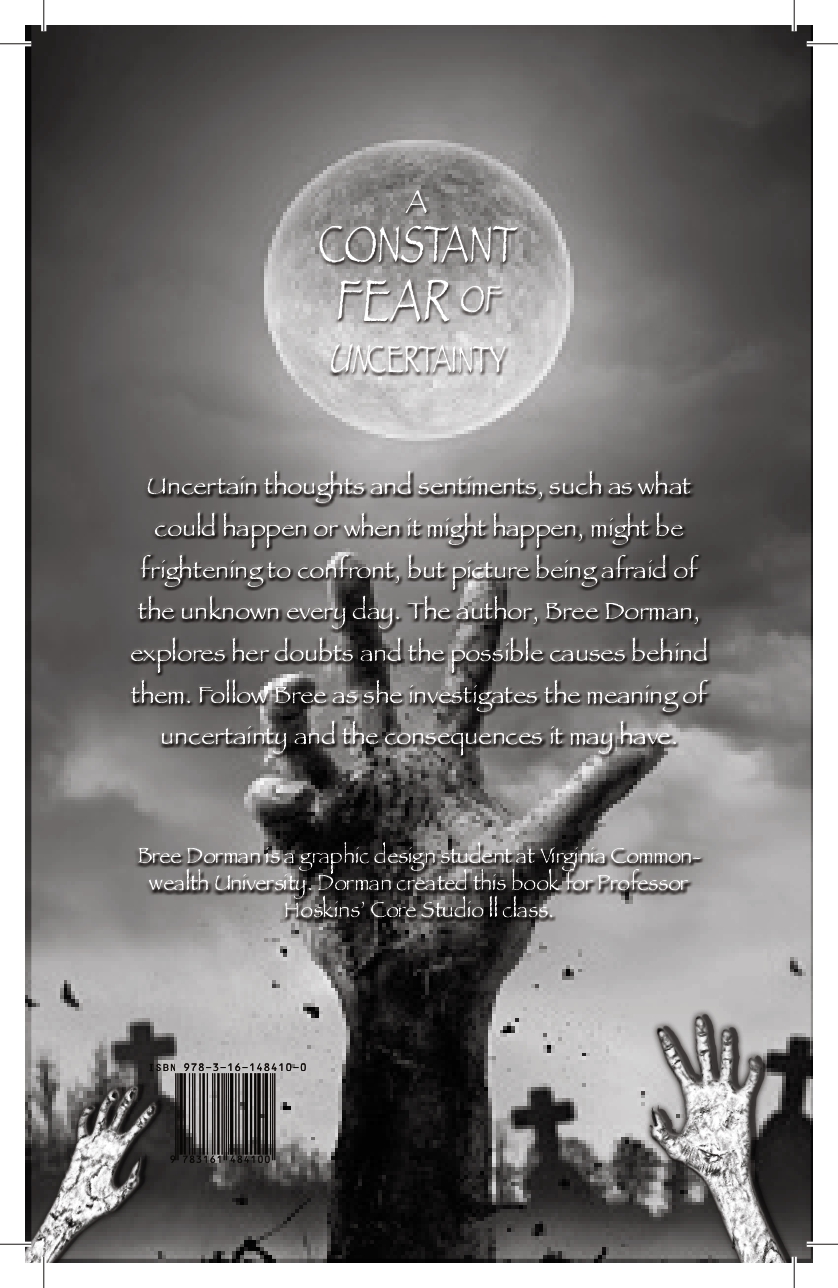 A
CONSTANT
FEAR OF
UNCERTAINTY
Uncertain thoughts and sentiments, such as what
could happen or when it might happen, might be
frightening to confront, but picture being afraid of
the unknown every day. The author, Bree Dorman,
explores her doubts and the possible causes behind
them. Follow Bree as she investigates the meaning of
uncertainty and the consequences it may have.
Bree Dorman is a graphic design student at Virginia Common-
wealth University. Dorman created this book for Professor
Hoskins' Core Studio II class.
ISBN 978-3-16-148410-0
9 783161 484100